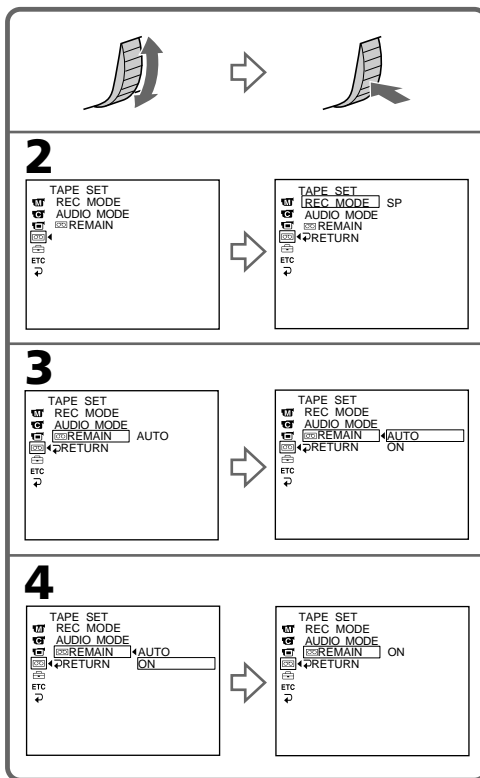 2
TAPE SET
REC MODE
AUDIO MODE
REMAIN
ETC
TAPE SET
REC MODE SP
AUDIO MODE
REMAIN
RETURN
ETC
3
TAPE SET
REC MODE
AUDIO MODE
REMAIN AUTO
RETURN
ETC
TAPE SET
REC MODE
AUDIO MODE
REMAIN AUTO
RETURN ON
ETC
4
TAPE SET
REC MODE
AUDIO MODE
REMAIN AUTO
RETURN ON
ETC
TAPE SET
REC MODE
AUDIO MODE
REMAIN ON
RETURN
ETC